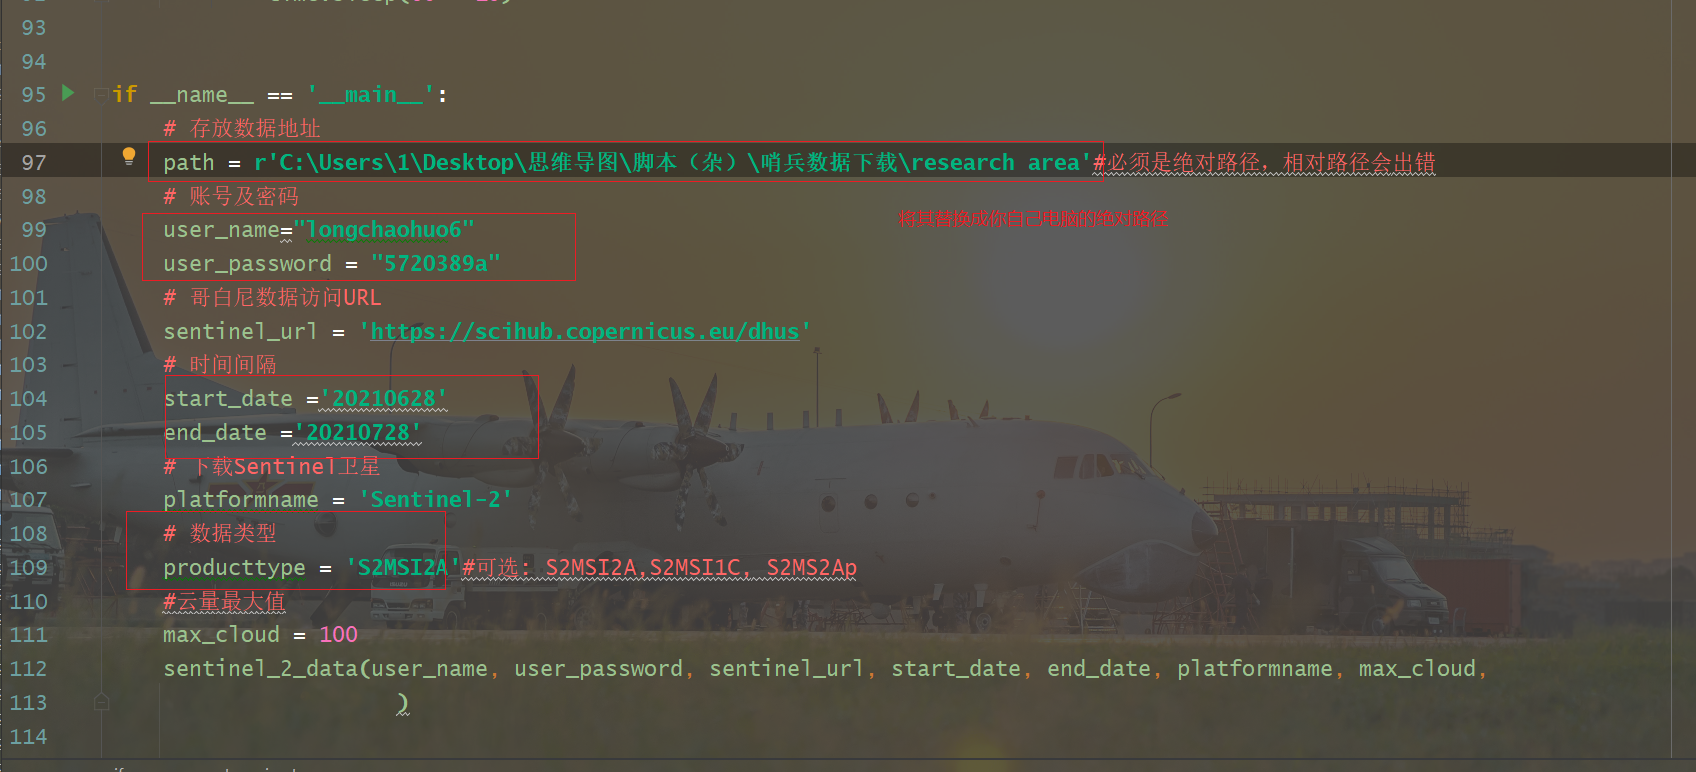 93
94
95 if __name__ == '__main__':
96 # 存放数据地址
97 path = r'C:\Users\1\Desktop\思维导图\脚本（杂）\哨兵数据下载\research area'#必须是绝对路径，相对路径会出错
98 # 账号及密码
将其替换成你自己电脑的绝对路径
99 user_name="longchaohuo6"
100 user_password = "5720389a"
101 # 哥白尼数据访问URL
102 sentinel_url = 'https://scihub.copernicus.eu/dhus'
103 # 时间间隔
104 start_date ='20210628'
105 end_date ='20210728'
106 # 下载Sentinel卫星
107 platformname = 'Sentinel-2'
108 # 数据类型
109 producttype = 'S2MSI2A'#可选: S2MSI2A,S2MSI1C, S2MS2Ap
110 #云量最大值
111 max_cloud = 100
112 sentinel_2_data(user_name, user_password, sentinel_url, start_date, end_date, platformname, max_cloud,
113 )
114